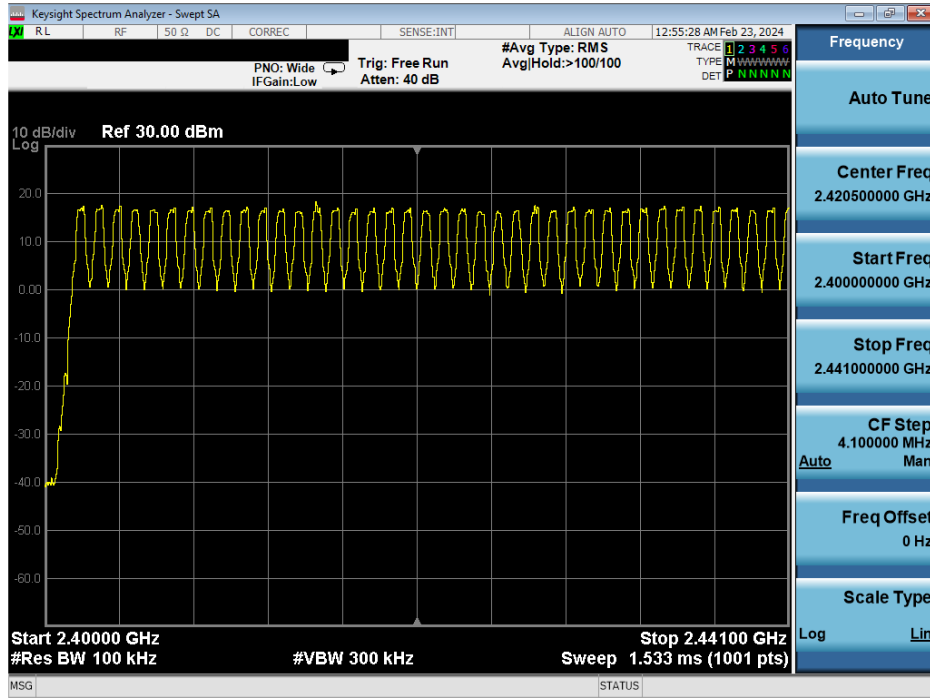 Keysight Spectrum Analyzer - Swept SA
LXI RL RF 50 Ω DC CORREC SENSE:INT ALIGN AUTO 12:55:28 AM Feb 23, 2024
#Avg Type: RMS TRACE 1 2 3 4 5 6
PNO: Wide Trig: Free Run Avg|Hold:>100/100 TYPE M WWWWW
IFGain:Low Atten: 40 dB DET P N N N N N
Frequency
Auto Tune
10 dB/div Ref 30.00 dBm
Log
20.0
10.0
0.00
-10.0
-20.0
-30.0
-40.0
-50.0
-60.0
Center Freq
2.420500000 GHz
Start Freq
2.400000000 GHz
Stop Freq
2.441000000 GHz
CF Step
4.100000 MHz
Auto Man
Freq Offset
0 Hz
Scale Type
Log Lin
Start 2.40000 GHz Stop 2.44100 GHz
#Res BW 100 kHz #VBW 300 kHz Sweep 1.533 ms (1001 pts)
MSG STATUS